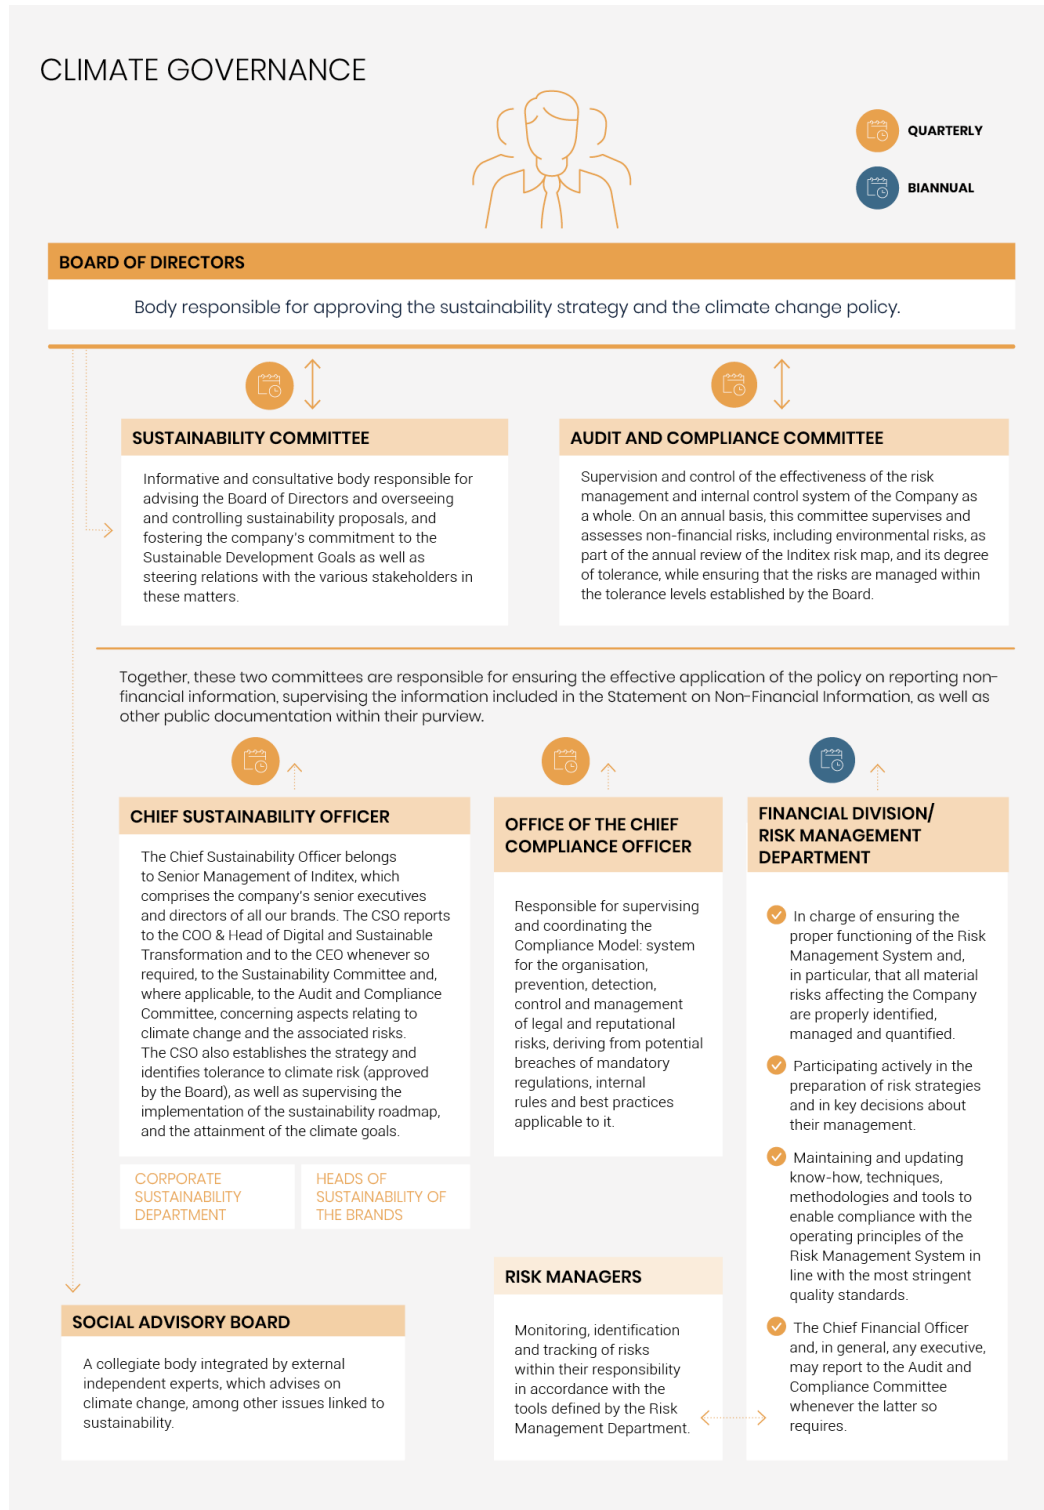 CLIMATE GOVERNANCE
QUARTERLY
BIANNUAL
BOARD OF DIRECTORS
Body responsible for approving the sustainability strategy and the climate change policy.
SUSTAINABILITY COMMITTEE
Informative and consultative body responsible for
advising the Board of Directors and overseeing
and controlling sustainability proposals, and
fostering the company's commitment to the
Sustainable Development Goals as well as
steering relations with the various stakeholders in
these matters.
AUDIT AND COMPLIANCE COMMITTEE
Supervision and control of the effectiveness of the risk
management and internal control system of the Company as
a whole. On an annual basis, this committee supervises and
assesses non-financial risks, including environmental risks, as
part of the annual review of the Inditex risk map, and its degree
of tolerance, while ensuring that the risks are managed within
the tolerance levels established by the Board.
Together, these two committees are responsible for ensuring the effective application of the policy on reporting non-
financial information, supervising the information included in the Statement on Non-Financial Information, as well as
other public documentation within their purview.
CHIEF SUSTAINABILITY OFFICER
The Chief Sustainability Officer belongs
to Senior Management of Inditex, which
comprises the company's senior executives
and directors of all our brands. The CSO reports
to the COO & Head of Digital and Sustainable
Transformation and to the CEO whenever so
required, to the Sustainability Committee and,
where applicable, to the Audit and Compliance
Committee, concerning aspects relating to
climate change and the associated risks.
The CSO also establishes the strategy and
identifies tolerance to climate risk (approved
by the Board), as well as supervising the
implementation of the sustainability roadmap,
and the attainment of the climate goals.
CORPORATE
SUSTAINABILITY
DEPARTMENT
HEADS OF
SUSTAINABILITY OF
THE BRANDS
OFFICE OF THE CHIEF
COMPLIANCE OFFICER
Responsible for supervising
and coordinating the
Compliance Model: system
for the organisation,
prevention, detection,
control and management
of legal and reputational
risks, deriving from potential
breaches of mandatory
regulations, internal
rules and best practices
applicable to it.
FINANCIAL DIVISION/
RISK MANAGEMENT
DEPARTMENT
In charge of ensuring the
proper functioning of the Risk
Management System and,
in particular, that all material
risks affecting the Company
are properly identified,
managed and quantified.
Participating actively in the
preparation of risk strategies
and in key decisions about
their management.
Maintaining and updating
know-how, techniques,
methodologies and tools to
enable compliance with the
operating principles of the
Risk Management System in
line with the most stringent
quality standards.
The Chief Financial Officer
and, in general, any executive,
may report to the Audit and
Compliance Committee
whenever the latter so
requires.
RISK MANAGERS
Monitoring, identification
and tracking of risks
within their responsibility
in accordance with the
tools defined by the Risk
Management Department.
SOCIAL ADVISORY BOARD
A collegiate body integrated by external
independent experts, which advises on
climate change, among other issues linked to
sustainability.